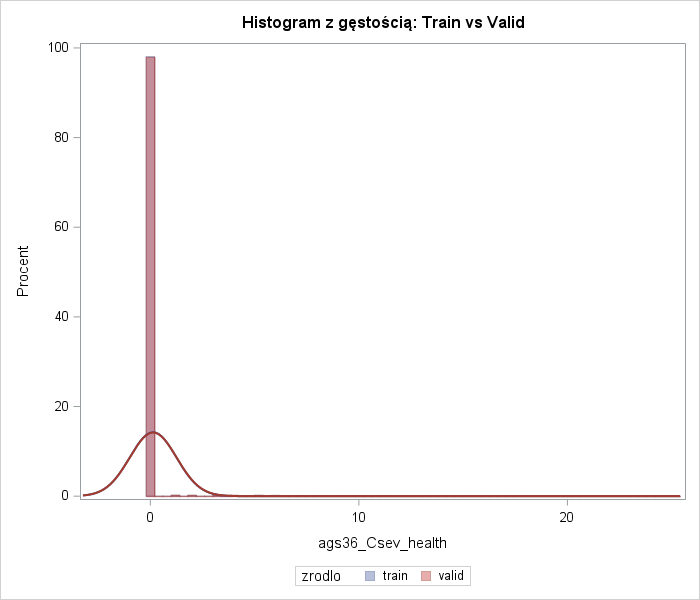 Histogram z gęstością: Train vs Valid
100
80
60
40
20
0
Procent
0 10 20
ags36_Csev_health
zrodlo train valid